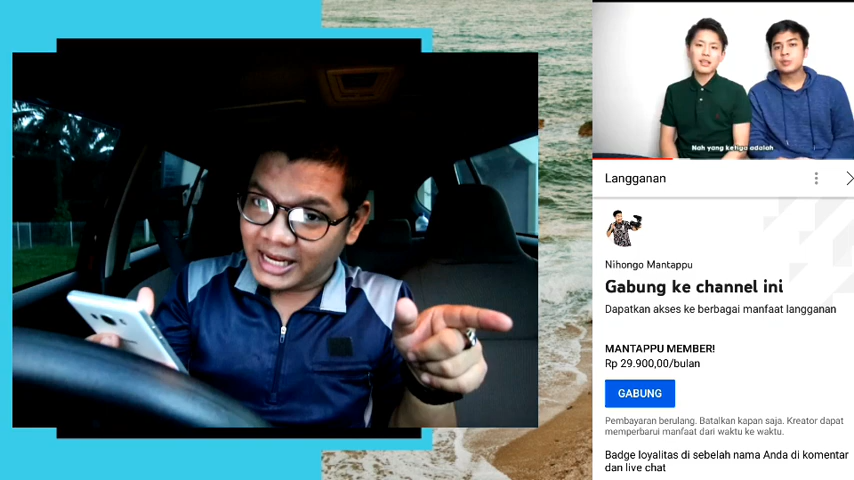 Nah yang ketiga adalah
Langganan
Nihongo Mantappu
Gabung ke channel ini
Dapatkan akses ke berbagai manfaat langganan
MANTAPPU MEMBER!
Rp 29.900,00/bulan
GABUNG
Pembayaran berulang. Batalkan kapan saja. Kreator dapat
memperbarui manfaat dari waktu ke waktu.
Badge loyalitas di sebelah nama Anda di komentar
dan live chat